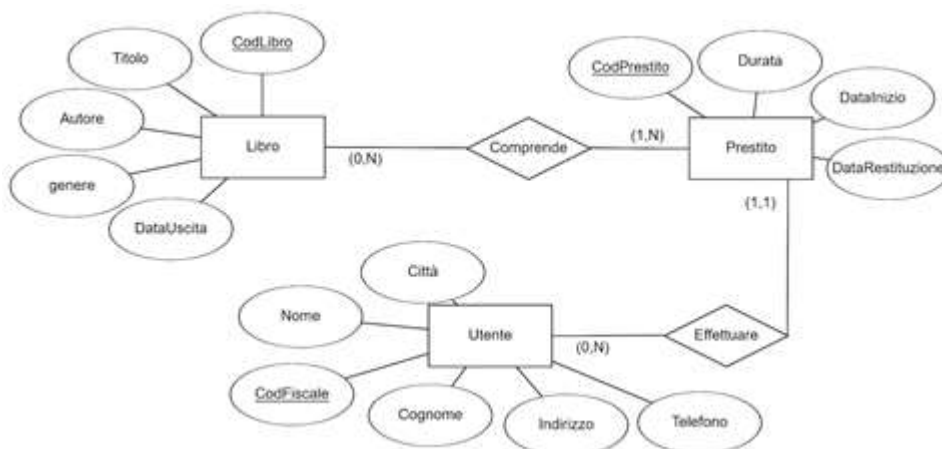 CodLibro
Titolo
Autore
genere
DataUscita
Libro
(0,N)
Comprende
(1,N)
CodPrestito
Durata
DataInizio
DataRestituzione
Prestito
(1,1)
Città
Nome
Utente
(0,N)
Effettuare
CodFiscale
Cognome
Indirizzo
Telefono